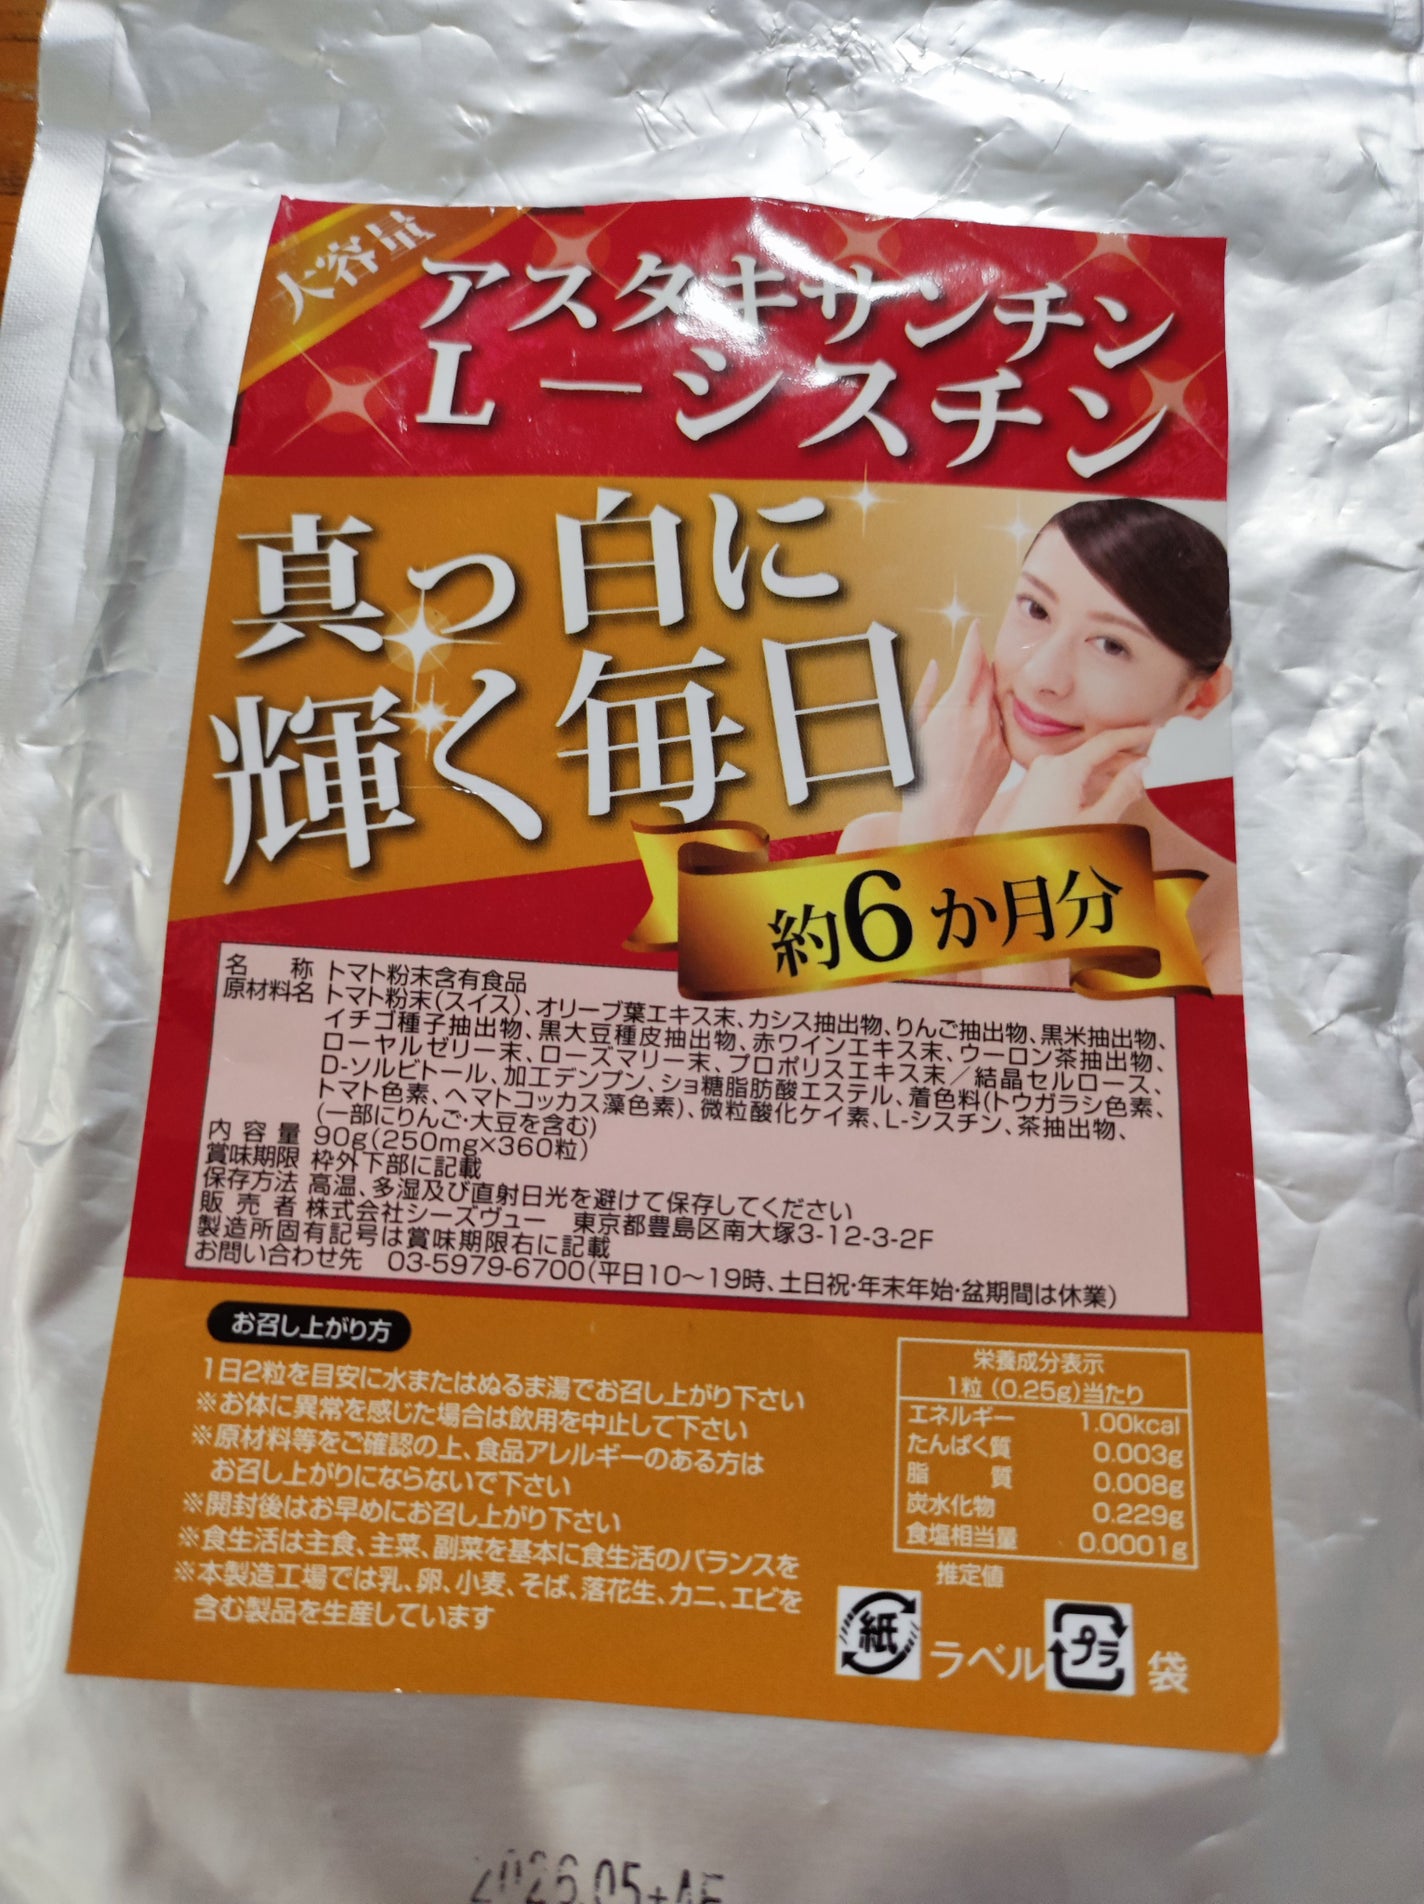 大容量
アスタキサンチン
L－シスチン
真っ白に
輝く毎日
約6か月分
名　　称 トマト粉末含有食品
原材料名 トマト粉末(スイス)、オリーブ葉エキス末、カシス抽出物、りんご抽出物、黒米抽出物、
イチゴ種子抽出物、黒大豆種皮抽出物、赤ワインエキス末、ウーロン茶抽出物、
ローヤルゼリー末、ローズマリー末、プロポリスエキス末／結晶セルロース、
D-ソルビトール、加工デンプン、ショ糖脂肪酸エステル、着色料(トウガラシ色素、
トマト色素、ヘマトコッカス藻色素)、微粒酸化ケイ素、L-シスチン、茶抽出物、
(一部にりんご・大豆を含む)
内 容 量 90g(250mg×360粒)
賞味期限 枠外下部に記載
保存方法 高温、多湿及び直射日光を避けて保存してください
販 売 者 株式会社シーズヴュー　東京都豊島区南大塚3-12-3-2F
製造所固有記号は賞味期限右に記載
お問い合わせ先　03-5979-6700(平日10～19時、土日祝・年末年始・盆期間は休業)
お召し上がり方
1日2粒を目安に水またはぬるま湯でお召し上がり下さい
※お体に異常を感じた場合は飲用を中止して下さい
※原材料等をご確認の上、食品アレルギーのある方は
お召し上がりにならないで下さい
※開封後はお早めにお召し上がり下さい
※食生活は主食、主菜、副菜を基本に食生活のバランスを
※本製造工場では乳、卵、小麦、そば、落花生、カニ、エビを
含む製品を生産しています
栄養成分表示
1粒 (0.25g)当たり
エネルギー 1.00kcal
たんぱく質 0.003g
脂　　質 0.008g
炭水化物 0.229g
食塩相当量 0.0001g
推定値
紙 ラベル プラ 袋
2026.05+